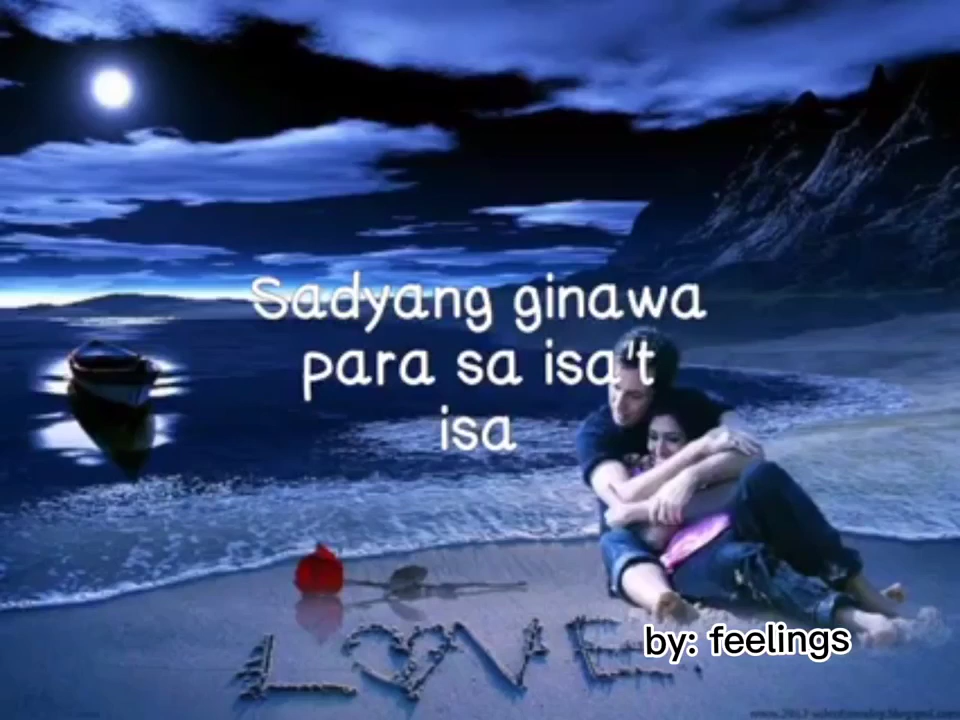 Sadyang ginawa
para sa isa't
isa
LOVE
by: feelings